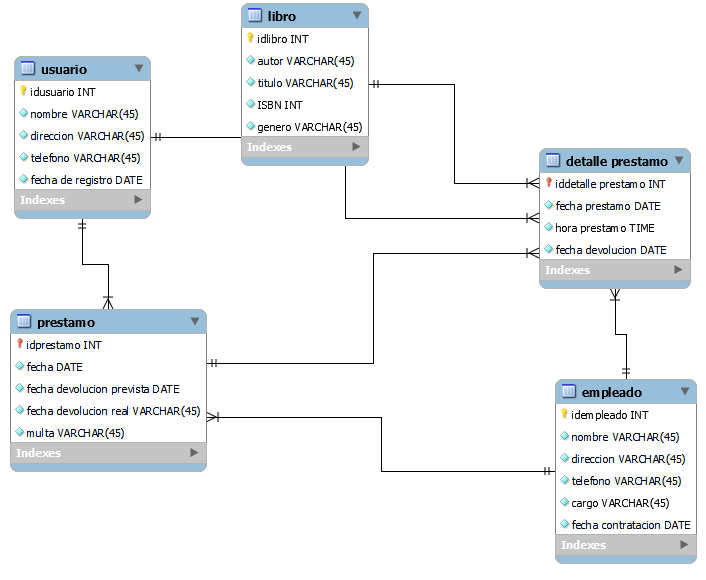 libro
idlibro INT
autor VARCHAR(45)
titulo VARCHAR(45)
ISBN INT
genero VARCHAR(45)
Indexes
usuario
idusuario INT
nombre VARCHAR(45)
direccion VARCHAR(45)
telefono VARCHAR(45)
fecha de registro DATE
Indexes
detalle prestamo
iddetalle prestamo INT
fecha prestamo DATE
hora prestamo TIME
fecha devolucion DATE
Indexes
prestamo
idprestamo INT
fecha DATE
fecha devolucion prevista DATE
fecha devolucion real VARCHAR(45)
multa VARCHAR(45)
Indexes
empleado
idempleado INT
nombre VARCHAR(45)
direccion VARCHAR(45)
telefono VARCHAR(45)
cargo VARCHAR(45)
fecha contratacion DATE
Indexes